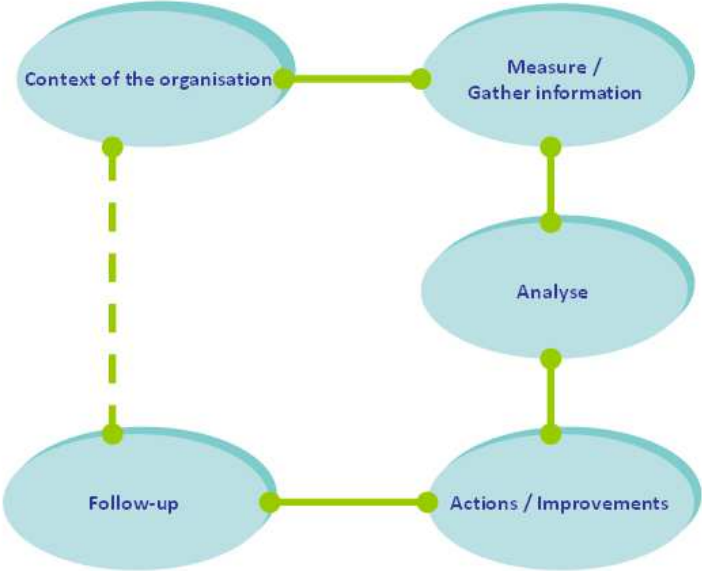 Context of the organisation
Measure /
Gather information
Analyse
Follow-up
Actions / Improvements